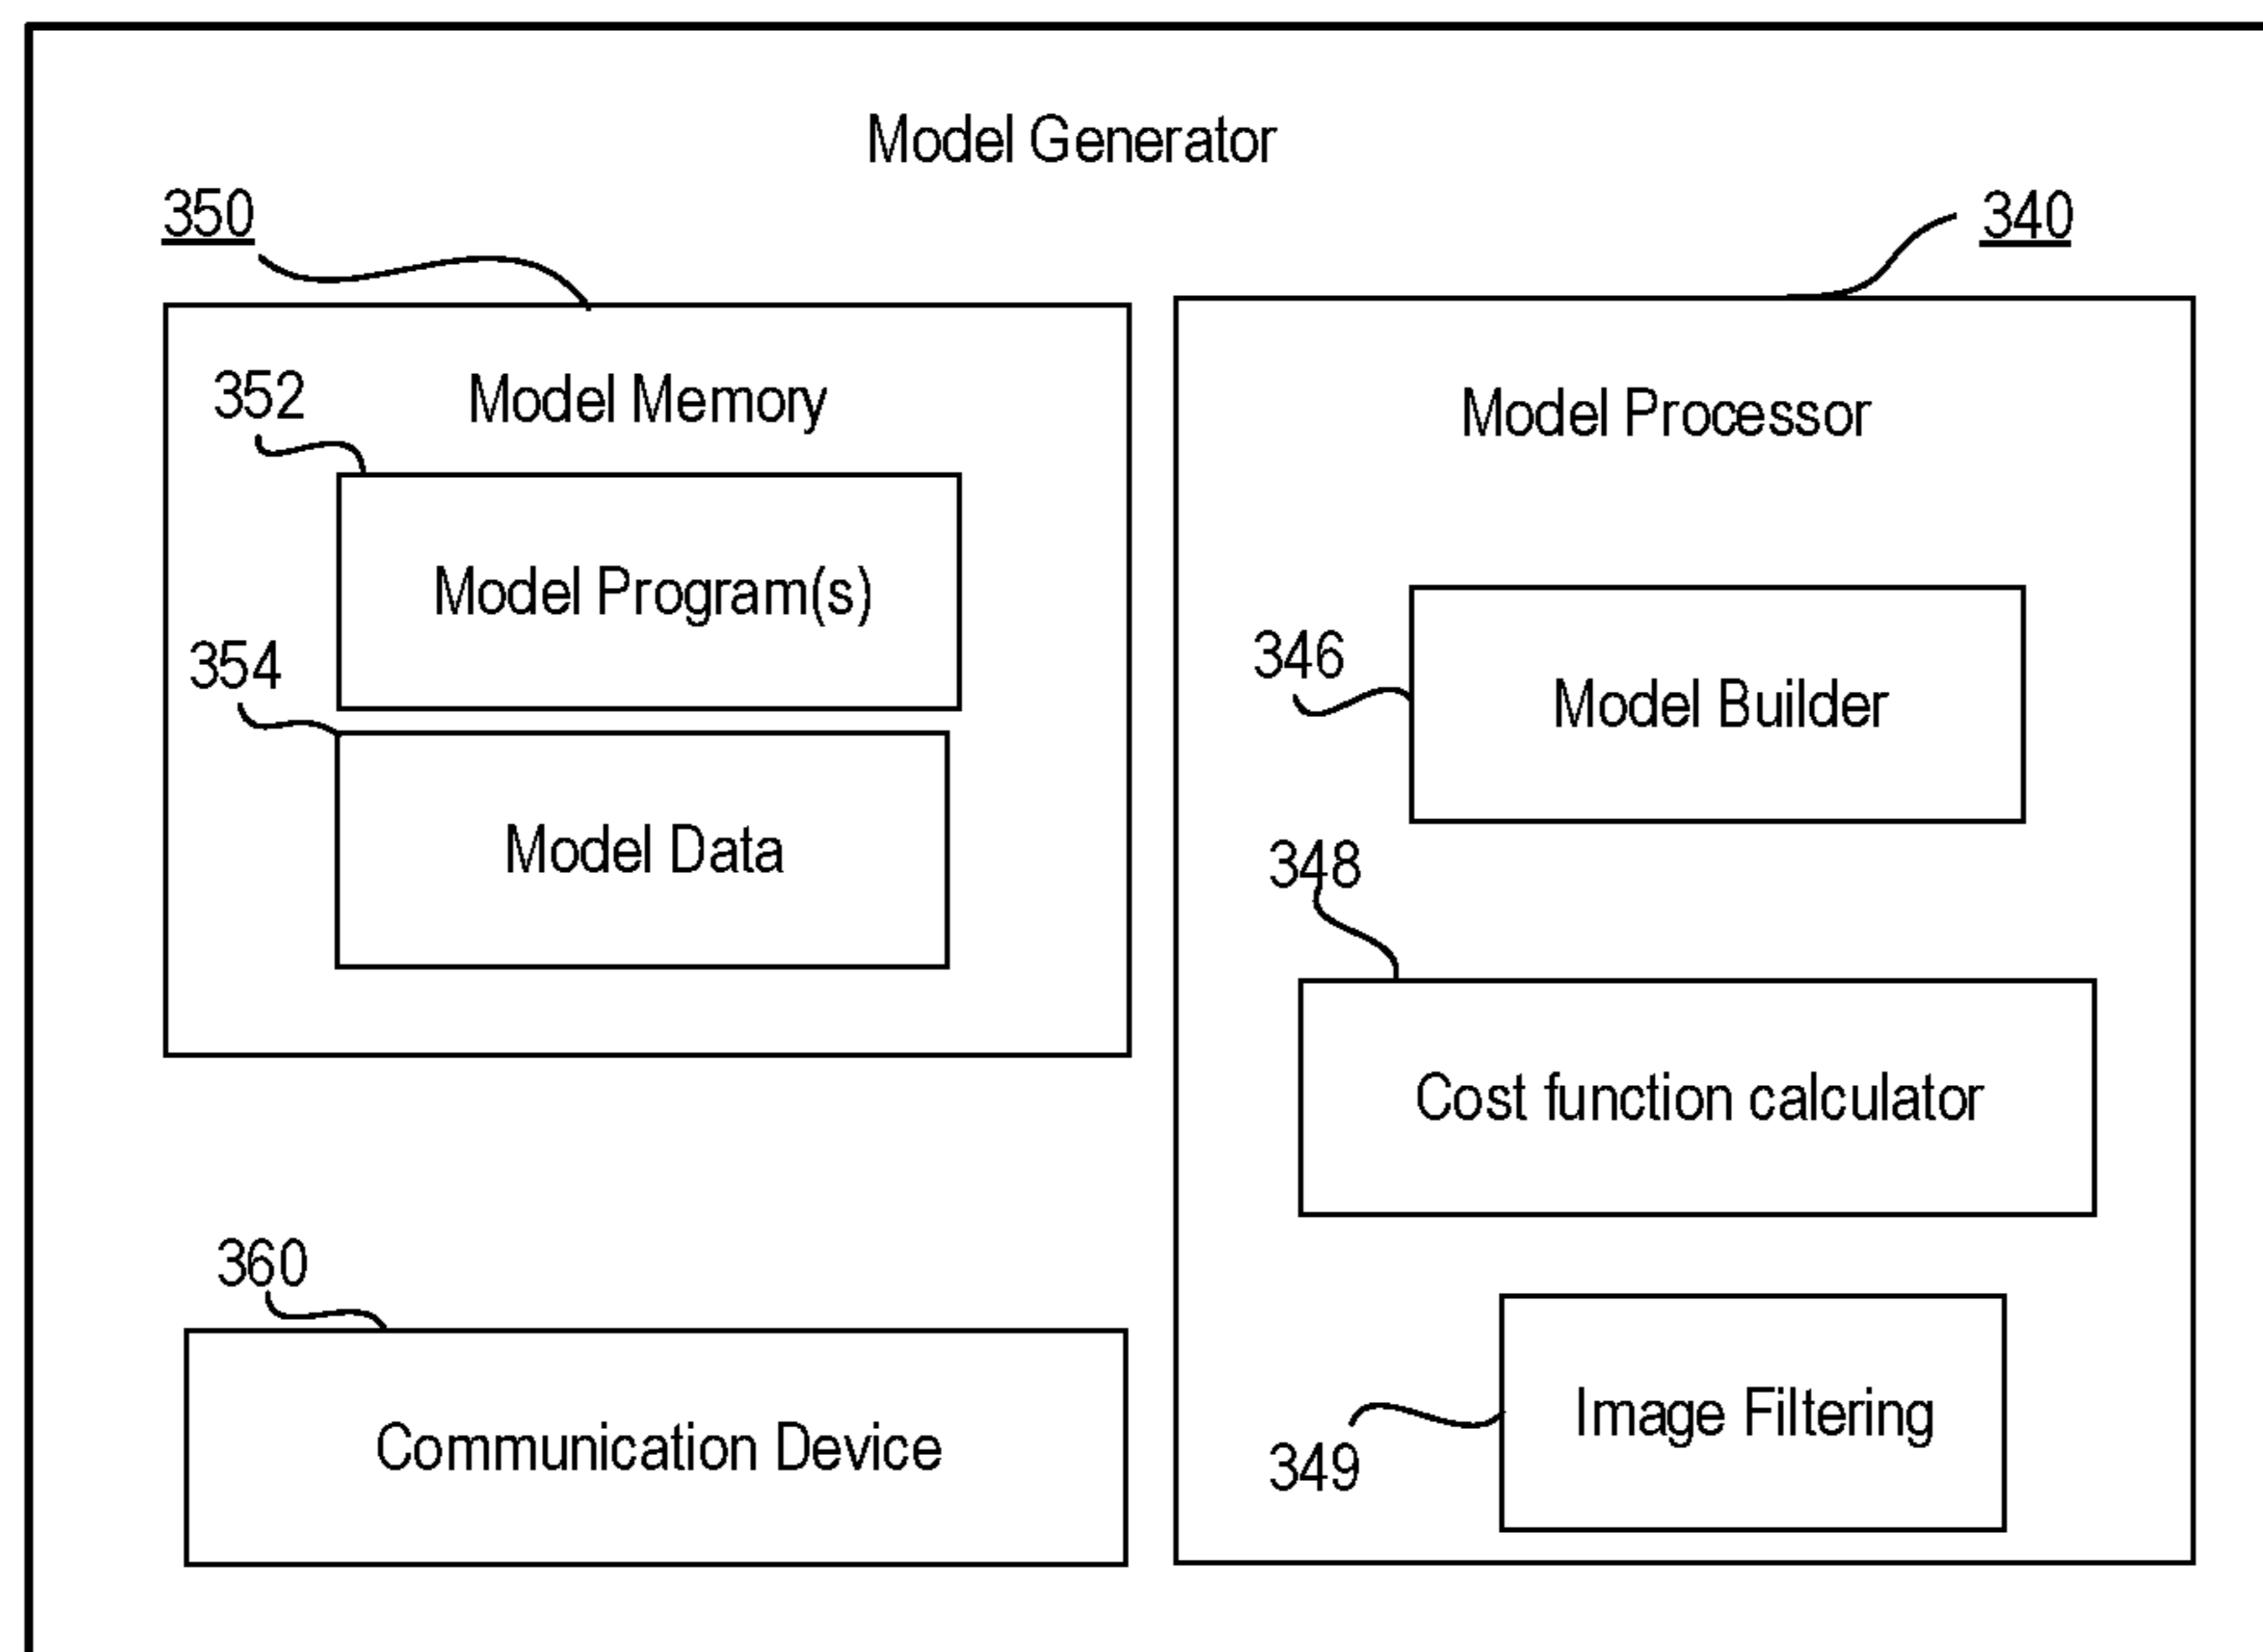 Model Generator
350
340
352
Model Memory
Model Program(s)
354
Model Data
360
Communication Device
Model Processor
346
Model Builder
348
Cost function calculator
349
Image Filtering